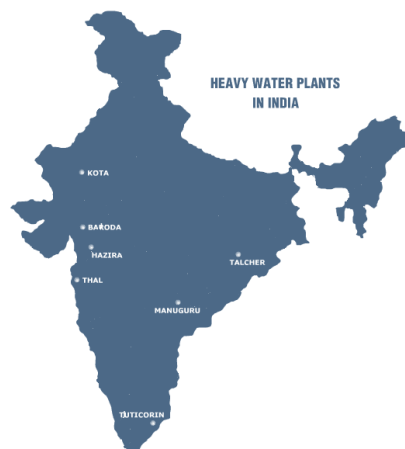 HEAVY WATER PLANTS
IN INDIA
KOTA
BARODA
HAZIRA
TALCHER
THAL
MANUGURU
TUTICORIN